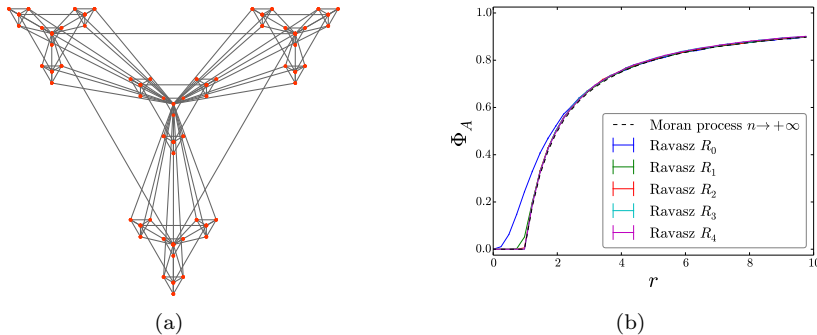 1.0
0.8
0.6
0.4
0.2
0.0
Φ_A
0 2 4 6 8 10
r
Moran process n→+∞
Ravasz R_0
Ravasz R_1
Ravasz R_2
Ravasz R_3
Ravasz R_4
(a)
(b)